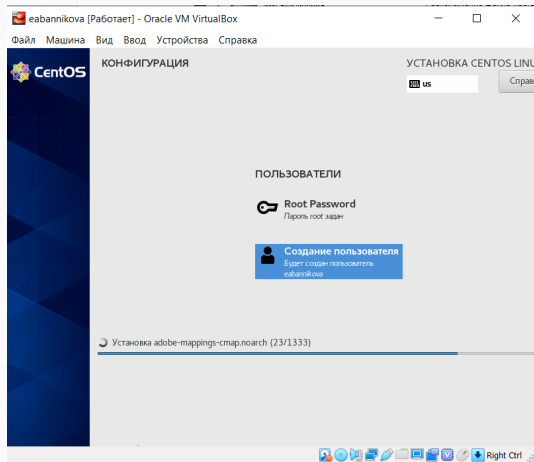 eabannikova [Работает] - Oracle VM VirtualBox
Файл Машина Вид Ввод Устройства Справка
CentOS
КОНФИГУРАЦИЯ
УСТАНОВКА CENTOS LINU
us
Справ
ПОЛЬЗОВАТЕЛИ
Root Password
Пароль root задан
Создание пользователя
Будет создан пользователь
eabannikova
Установка adobe-mappings-cmap.noarch (23/1333)
Right Ctrl